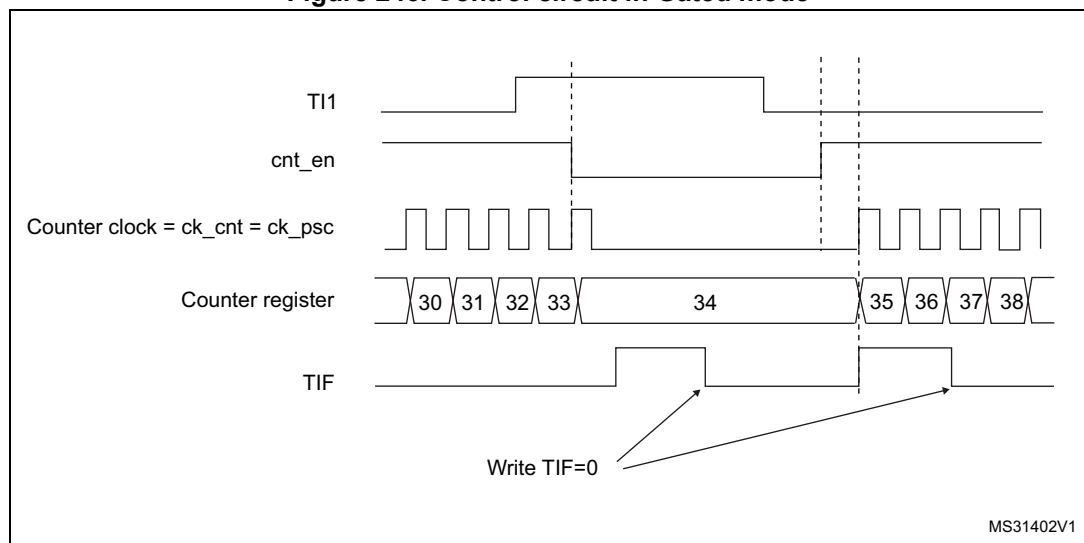 TI1
cnt_en
Counter clock = ck_cnt = ck_psc
Counter register
30 31 32 33 34 35 36 37 38
TIF
Write TIF=0
MS31402V1